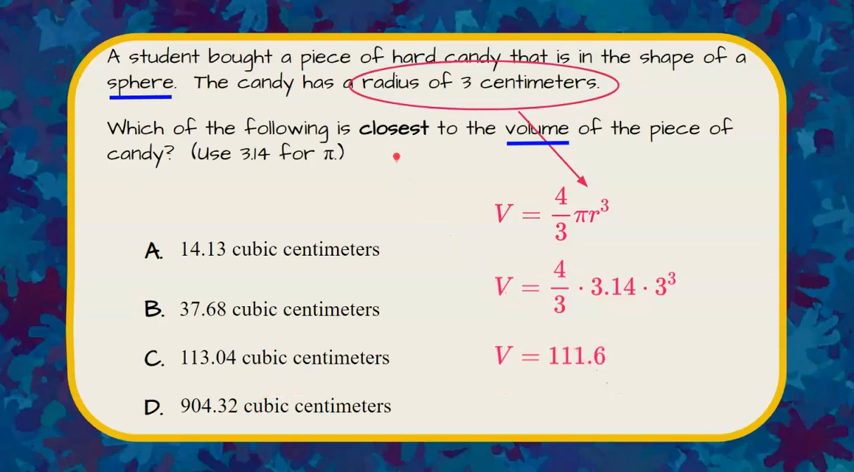 A student bought a piece of hard candy that is in the shape of a
sphere. The candy has a radius of 3 centimeters.
Which of the following is closest to the volume of the piece of
candy? (Use 3.14 for π.)
V = 4/3 πr³
A. 14.13 cubic centimeters
V = 4/3 · 3.14 · 3³
B. 37.68 cubic centimeters
C. 113.04 cubic centimeters
V = 111.6
D. 904.32 cubic centimeters